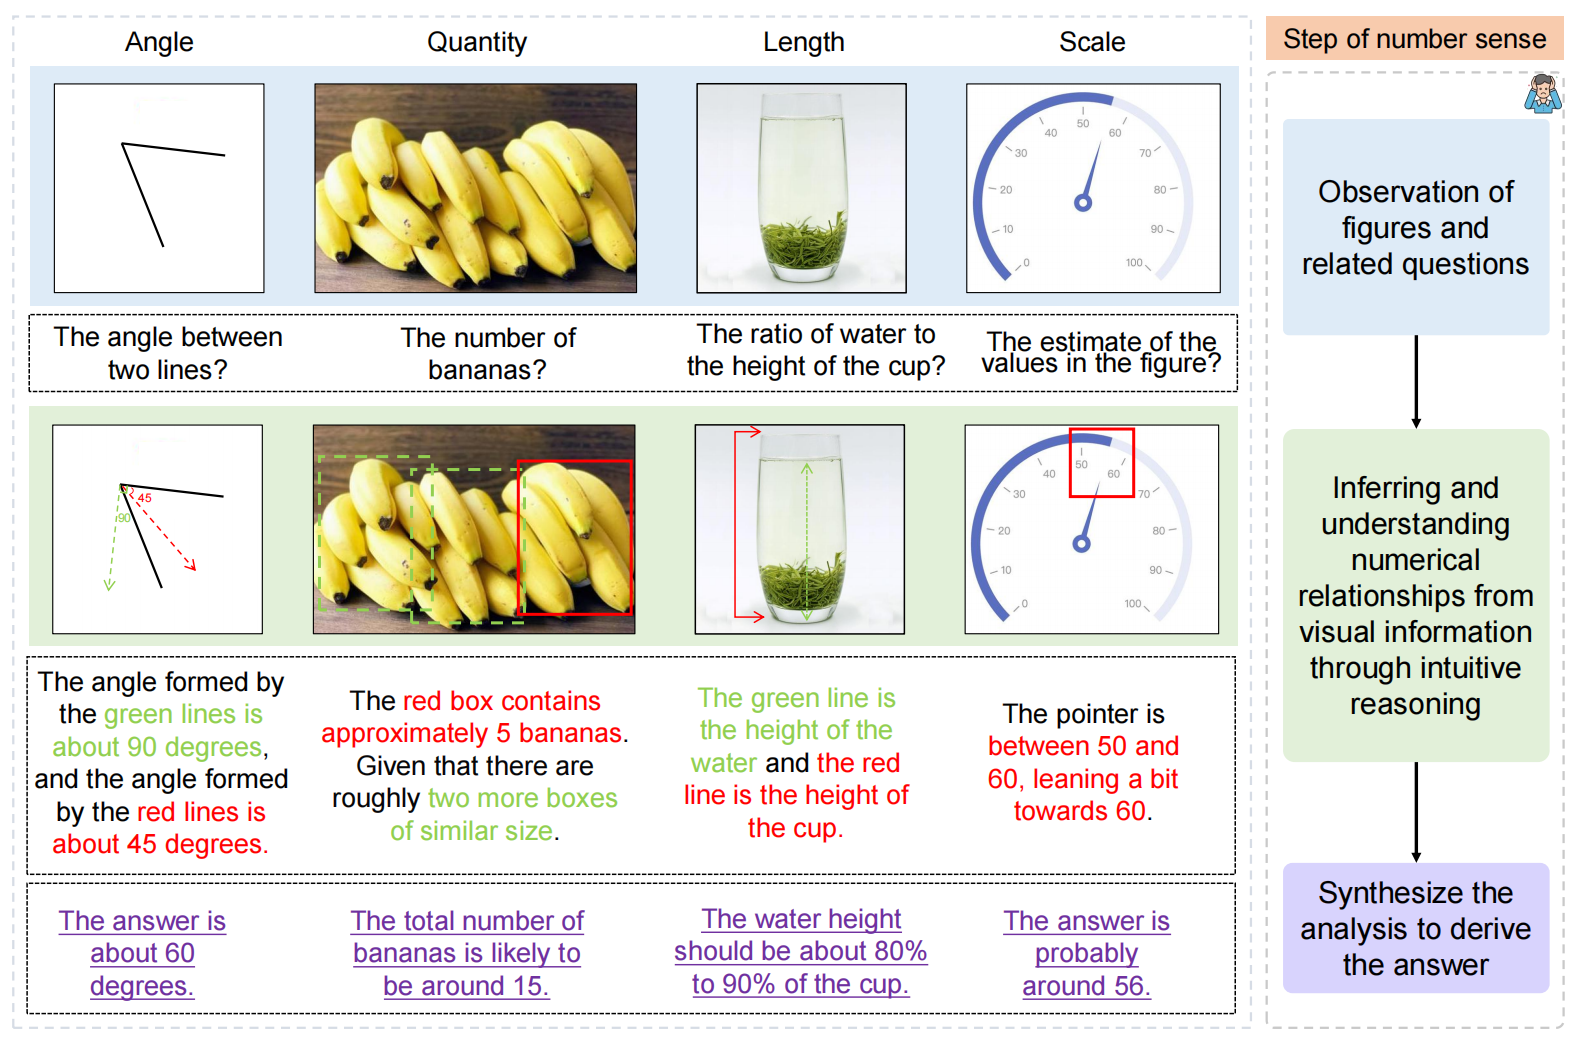 Angle
Quantity
Length
Scale
Step of number sense
0
10
20
30
40
50
60
70
80
90
100
The angle between
two lines?
The number of
bananas?
The ratio of water to
the height of the cup?
The estimate of the
values in the figure?
Observation of
figures and
related questions
45
90
0
10
20
30
40
50
60
70
80
90
100
Inferring and
understanding
numerical
relationships from
visual information
through intuitive
reasoning
The angle formed by
the green lines is
about 90 degrees,
and the angle formed
by the red lines is
about 45 degrees.
The red box contains
approximately 5 bananas.
Given that there are
roughly two more boxes
of similar size.
The green line is
the height of the
water and the red
line is the height of
the cup.
The pointer is
between 50 and
60, leaning a bit
towards 60.
The answer is
about 60
degrees.
The total number of
bananas is likely to
be around 15.
The water height
should be about 80%
to 90% of the cup.
The answer is
probably
around 56.
Synthesize the
analysis to derive
the answer